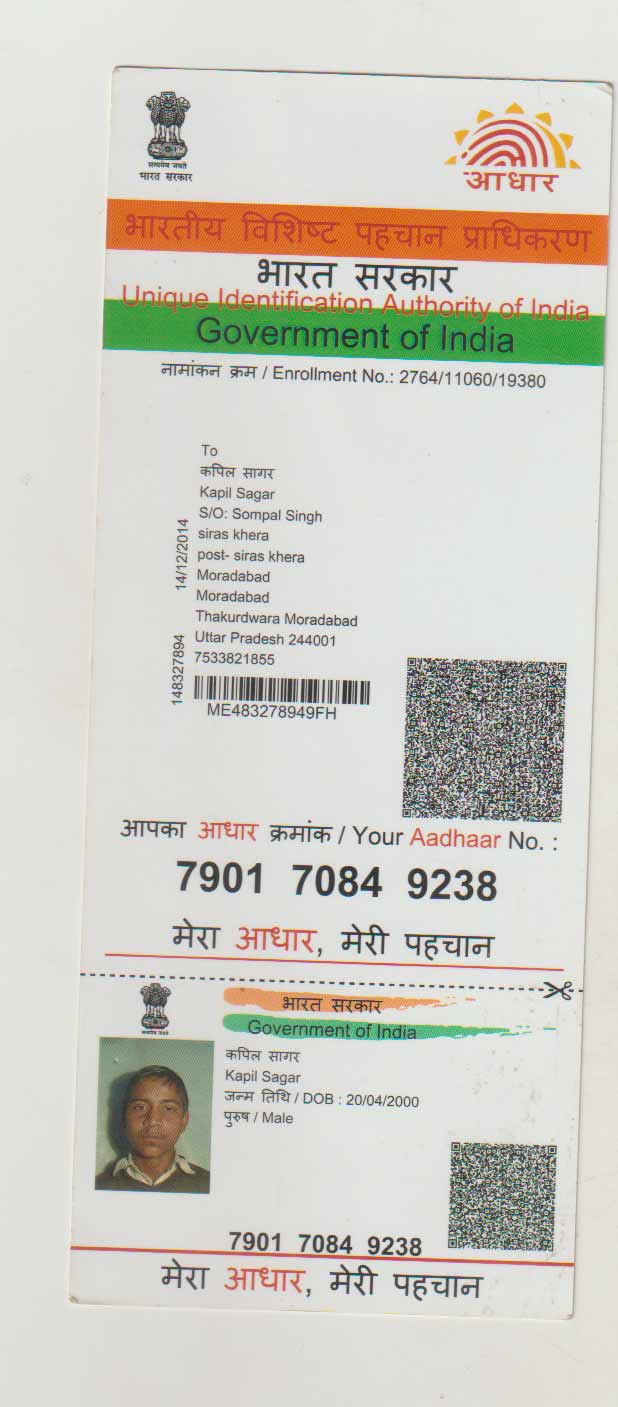 सत्यमेव जयते
भारत सरकार
आधार
भारतीय विशिष्ट पहचान प्राधिकरण
भारत सरकार
Unique Identification Authority of India
Government of India
नामांकन क्रम / Enrollment No.: 2764/11060/19380
To
कपिल सागर
Kapil Sagar
S/O: Sompal Singh
siras khera
post- siras khera
Moradabad
Moradabad
Thakurdwara Moradabad
Uttar Pradesh 244001
7533821855
14/12/2014
148327894
ME483278949FH
आपका आधार क्रमांक / Your Aadhaar No. :
7901 7084 9238
मेरा आधार, मेरी पहचान
भारत सरकार
Government of India
कपिल सागर
Kapil Sagar
जन्म तिथि / DOB : 20/04/2000
पुरुष / Male
7901 7084 9238
मेरा आधार, मेरी पहचान